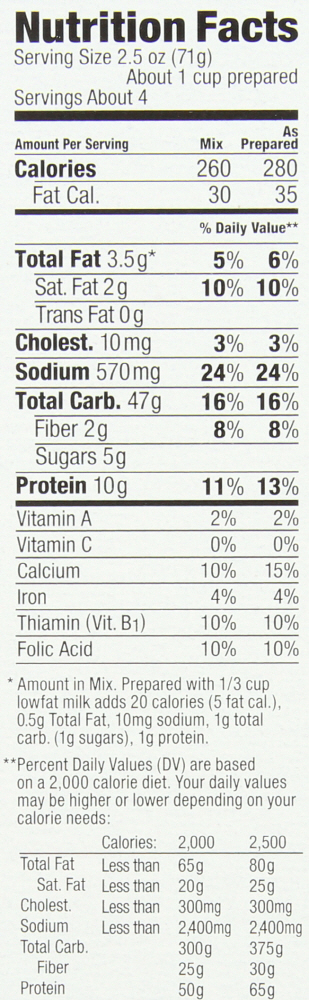 Nutrition Facts
Serving Size 2.5 oz (71g)
About 1 cup prepared
Servings About 4
Amount Per Serving Mix As Prepared
Calories 260 280
Fat Cal. 30 35
% Daily Value**
Total Fat 3.5g* 5% 6%
Sat. Fat 2g 10% 10%
Trans Fat 0g
Cholest. 10mg 3% 3%
Sodium 570mg 24% 24%
Total Carb. 47g 16% 16%
Fiber 2g 8% 8%
Sugars 5g
Protein 10g 11% 13%
Vitamin A 2% 2%
Vitamin C 0% 0%
Calcium 10% 15%
Iron 4% 4%
Thiamin (Vit. B1) 10% 10%
Folic Acid 10% 10%
* Amount in Mix. Prepared with 1/3 cup
lowfat milk adds 20 calories (5 fat cal.),
0.5g Total Fat, 10mg sodium, 1g total
carb. (1g sugars), 1g protein.
**Percent Daily Values (DV) are based
on a 2,000 calorie diet. Your daily values
may be higher or lower depending on your
calorie needs:
Calories: 2,000 2,500
Total Fat Less than 65g 80g
Sat. Fat Less than 20g 25g
Cholest. Less than 300mg 300mg
Sodium Less than 2,400mg 2,400mg
Total Carb. 300g 375g
Fiber 25g 30g
Protein 50g 65g